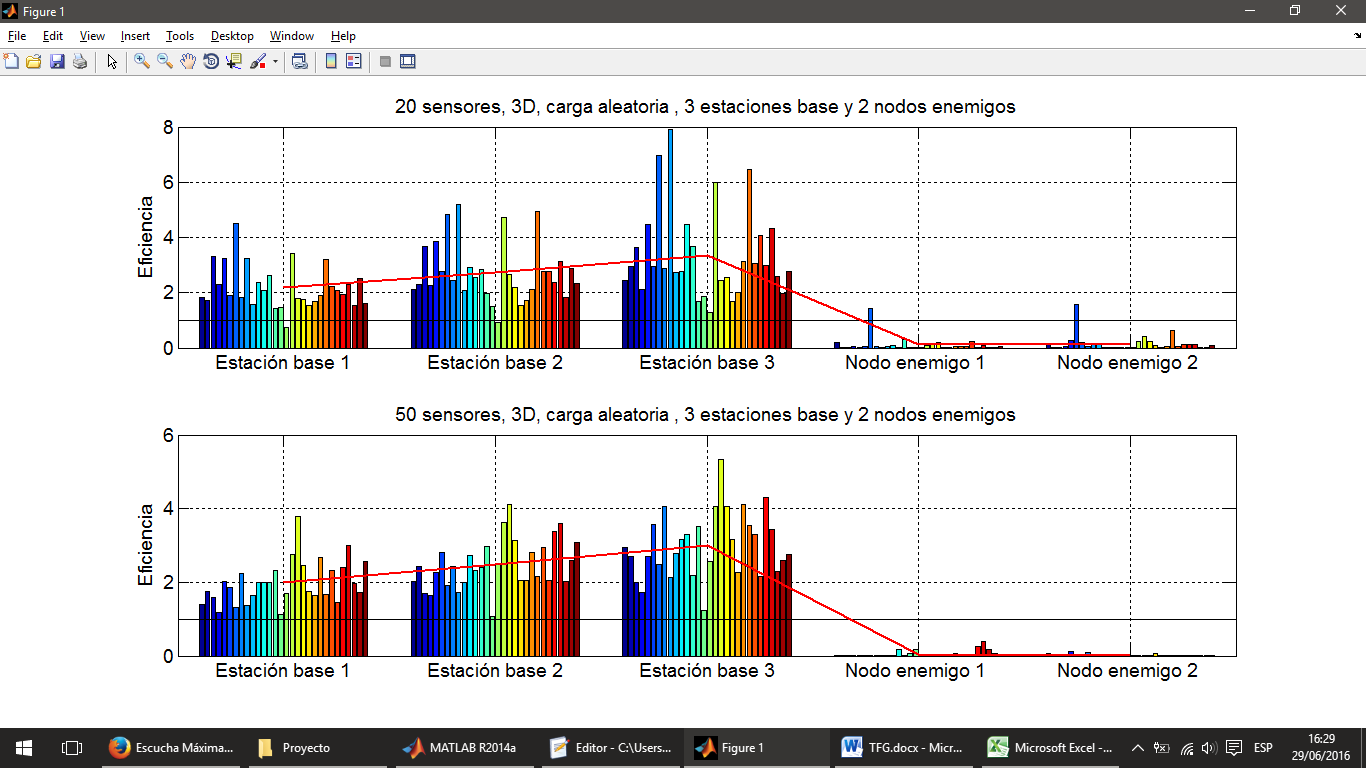 Figure 1
File Edit View Insert Tools Desktop Window Help
20 sensores, 3D, carga aleatoria , 3 estaciones base y 2 nodos enemigos
8
6
4
2
0
Eficiencia
Estación base 1 Estación base 2 Estación base 3 Nodo enemigo 1 Nodo enemigo 2
50 sensores, 3D, carga aleatoria , 3 estaciones base y 2 nodos enemigos
6
4
2
0
Eficiencia
Estación base 1 Estación base 2 Estación base 3 Nodo enemigo 1 Nodo enemigo 2
Escucha Máxima... Proyecto MATLAB R2014a Editor - C:\Users... Figure 1 TFG.docx - Micr... Microsoft Excel -... ESP 16:29
29/06/2016